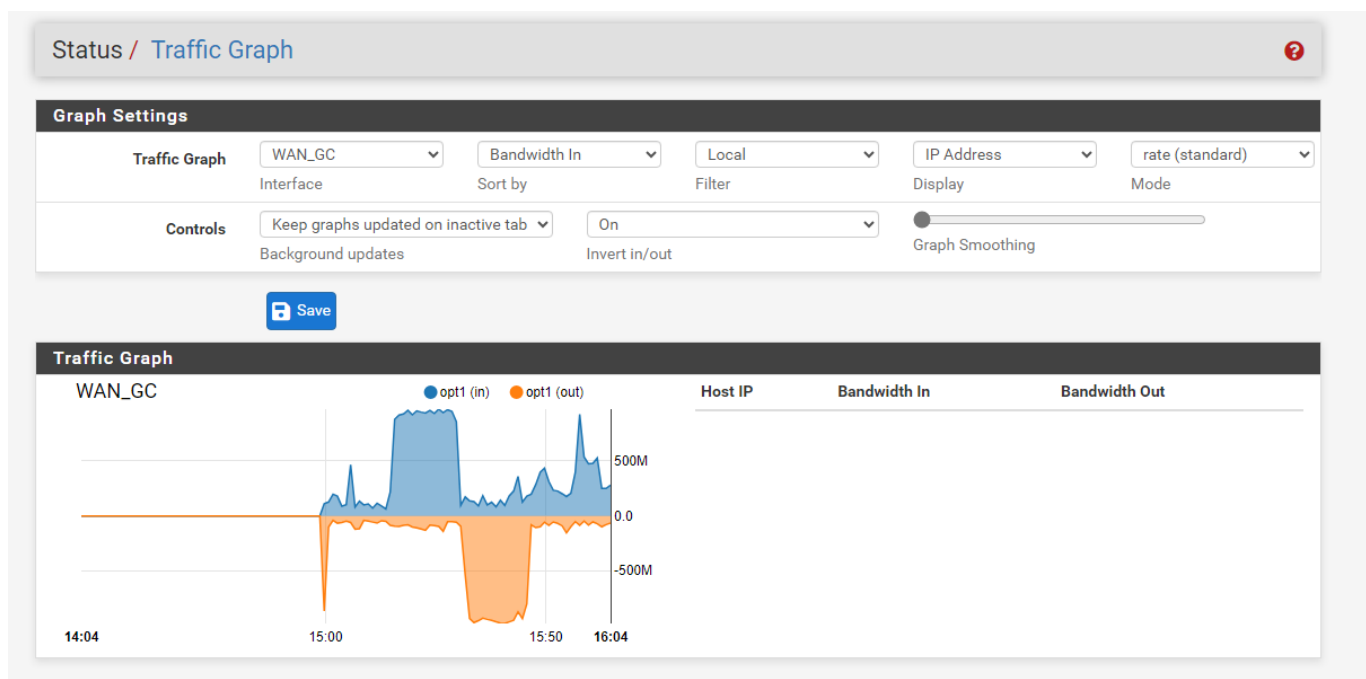 Status / Traffic Graph
Graph Settings
Traffic Graph WAN_GC Bandwidth In Local IP Address rate (standard)
Interface Sort by Filter Display Mode
Controls Keep graphs updated on inactive tab On
Background updates Invert in/out Graph Smoothing
Save
Traffic Graph
WAN_GC opt1 (in) opt1 (out) Host IP Bandwidth In Bandwidth Out
500M
0.0
-500M
14:04 15:00 15:50 16:04